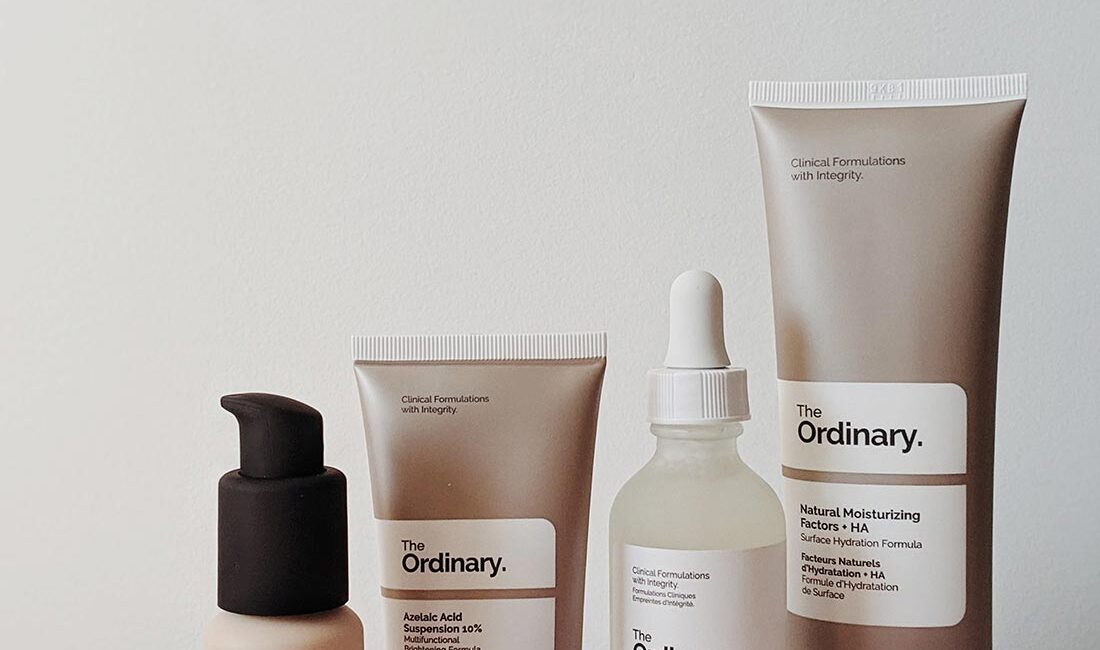 Clinical Formulations
with Integrity.
The
Ordinary.
Azelaic Acid
Suspension 10%
Multifunctional
Brightening Formula
Clinical Formulations
with Integrity.
Formulations Cliniques
Empreintes d'Intégrité.
The
Clinical Formulations
with Integrity.
The
Ordinary.
Natural Moisturizing
Factors + HA
Surface Hydration Formula
Facteurs Naturels
d'Hydratation + HA
Formule d'Hydratation
de Surface